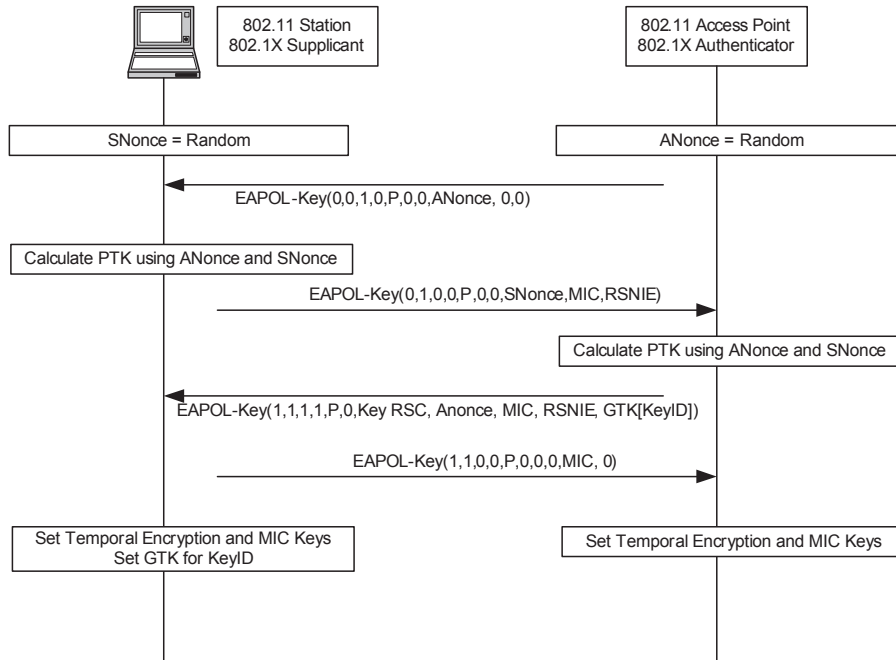 802.11 Station
802.1X Supplicant
802.11 Access Point
802.1X Authenticator
SNonce = Random
ANonce = Random
EAPOL-Key(0,0,1,0,P,0,0,ANonce, 0,0)
Calculate PTK using ANonce and SNonce
EAPOL-Key(0,1,0,0,P,0,0,SNonce,MIC,RSNIE)
Calculate PTK using ANonce and SNonce
EAPOL-Key(1,1,1,1,P,0,Key RSC, Anonce, MIC, RSNIE, GTK[KeyID])
EAPOL-Key(1,1,0,0,P,0,0,0,MIC, 0)
Set Temporal Encryption and MIC Keys
Set GTK for KeyID
Set Temporal Encryption and MIC Keys